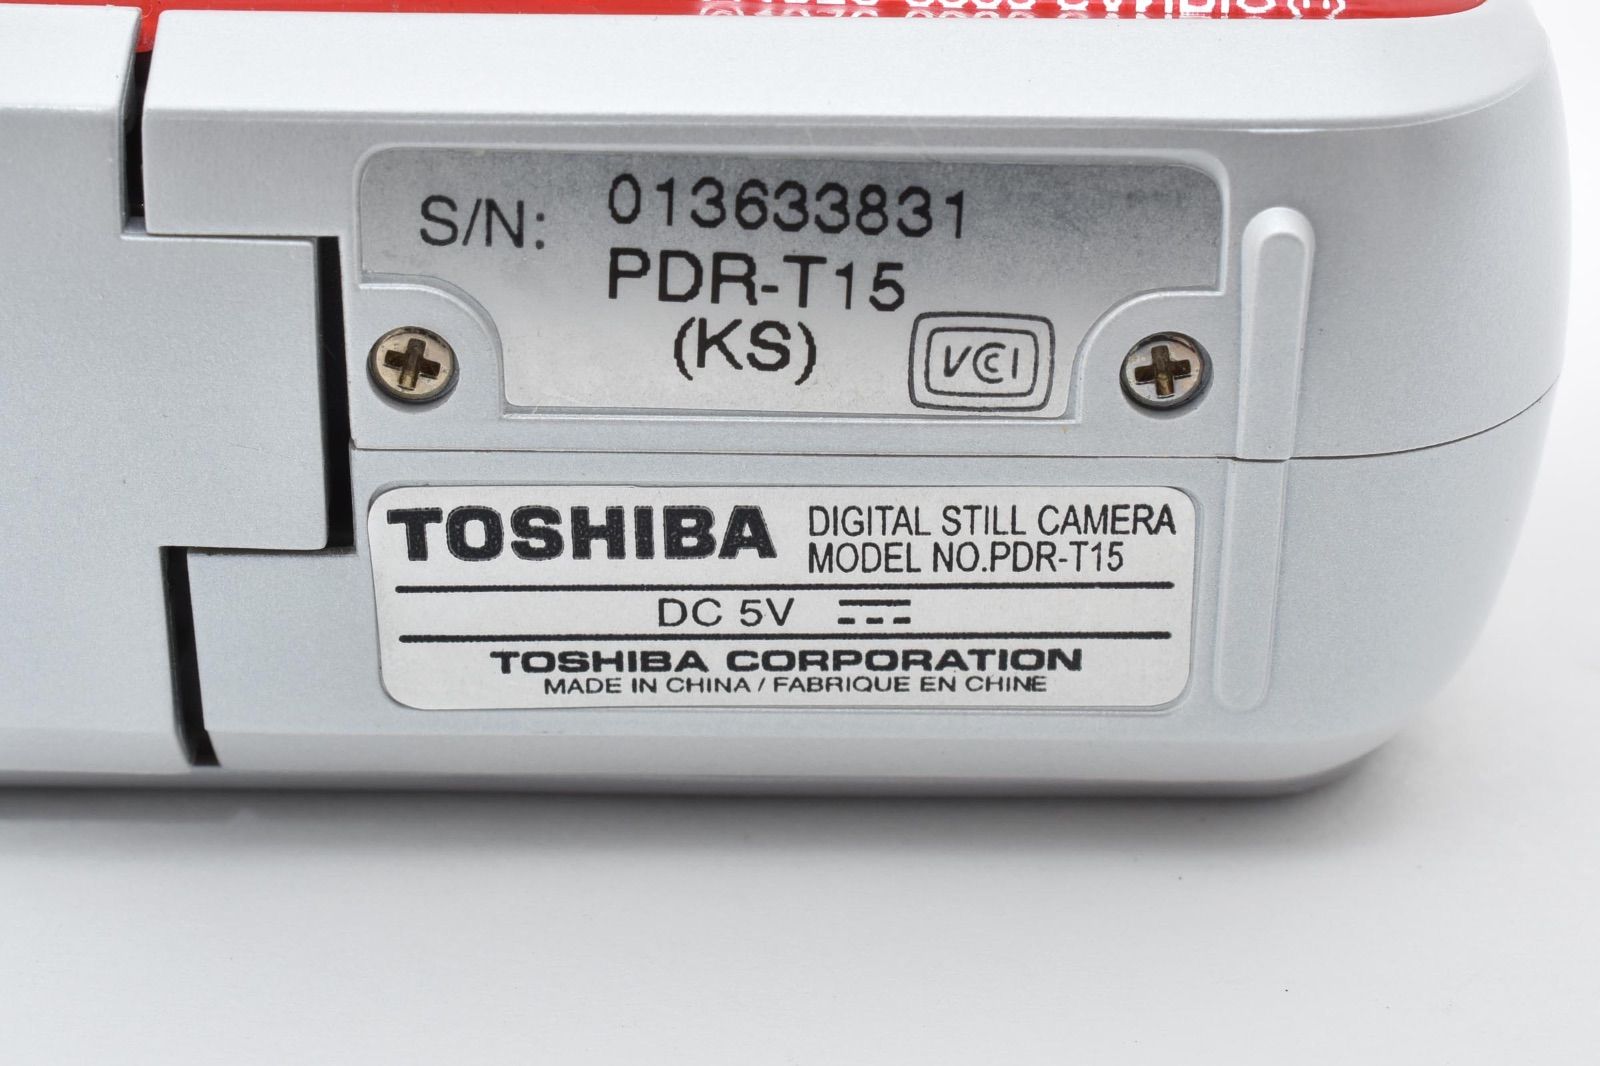 S/N: 013633831
PDR-T15
(KS)
VCCI
TOSHIBA
DIGITAL STILL CAMERA
MODEL NO.PDR-T15
DC 5V
TOSHIBA CORPORATION
MADE IN CHINA / FABRIQUE EN CHINE